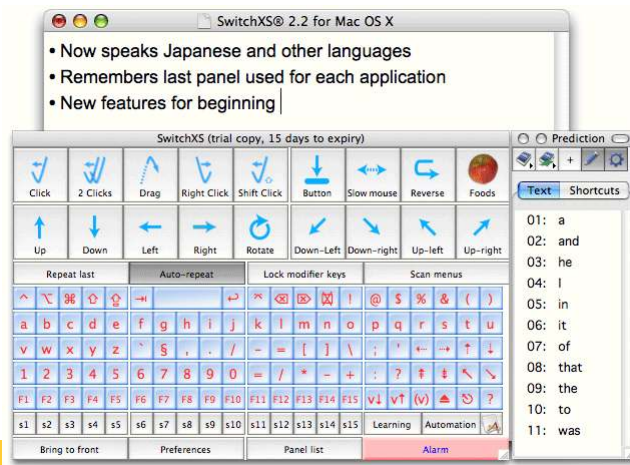 SwitchXS® 2.2 for Mac OS X
• Now speaks Japanese and other languages
• Remembers last panel used for each application
• New features for beginning
SwitchXS (trial copy, 15 days to expiry)
Click 2 Clicks Drag Right Click Shift Click Button Slow mouse Reverse Foods
Up Down Left Right Rotate Down-Left Down-right Up-left Up-right
Repeat last Auto-repeat Lock modifier keys Scan menus
! @ $ % & ( )
a b c d e f g h i j k l m n o p q r s t u
v w x y z ` § , . / - = [ ] \ ; '
1 2 3 4 5 6 7 8 9 0 = / * - + : ?
F1 F2 F3 F4 F5 F6 F7 F8 F9 F10 F11 F12 F13 F14 F15 v↓ v↑ (v) ?
s1 s2 s3 s4 s5 s6 s7 s8 s9 s10 s11 s12 s13 s14 s15 Learning Automation
Bring to front Preferences Panel list Alarm
Prediction
Text Shortcuts
01: a
02: and
03: he
04: I
05: in
06: it
07: of
08: that
09: the
10: to
11: was